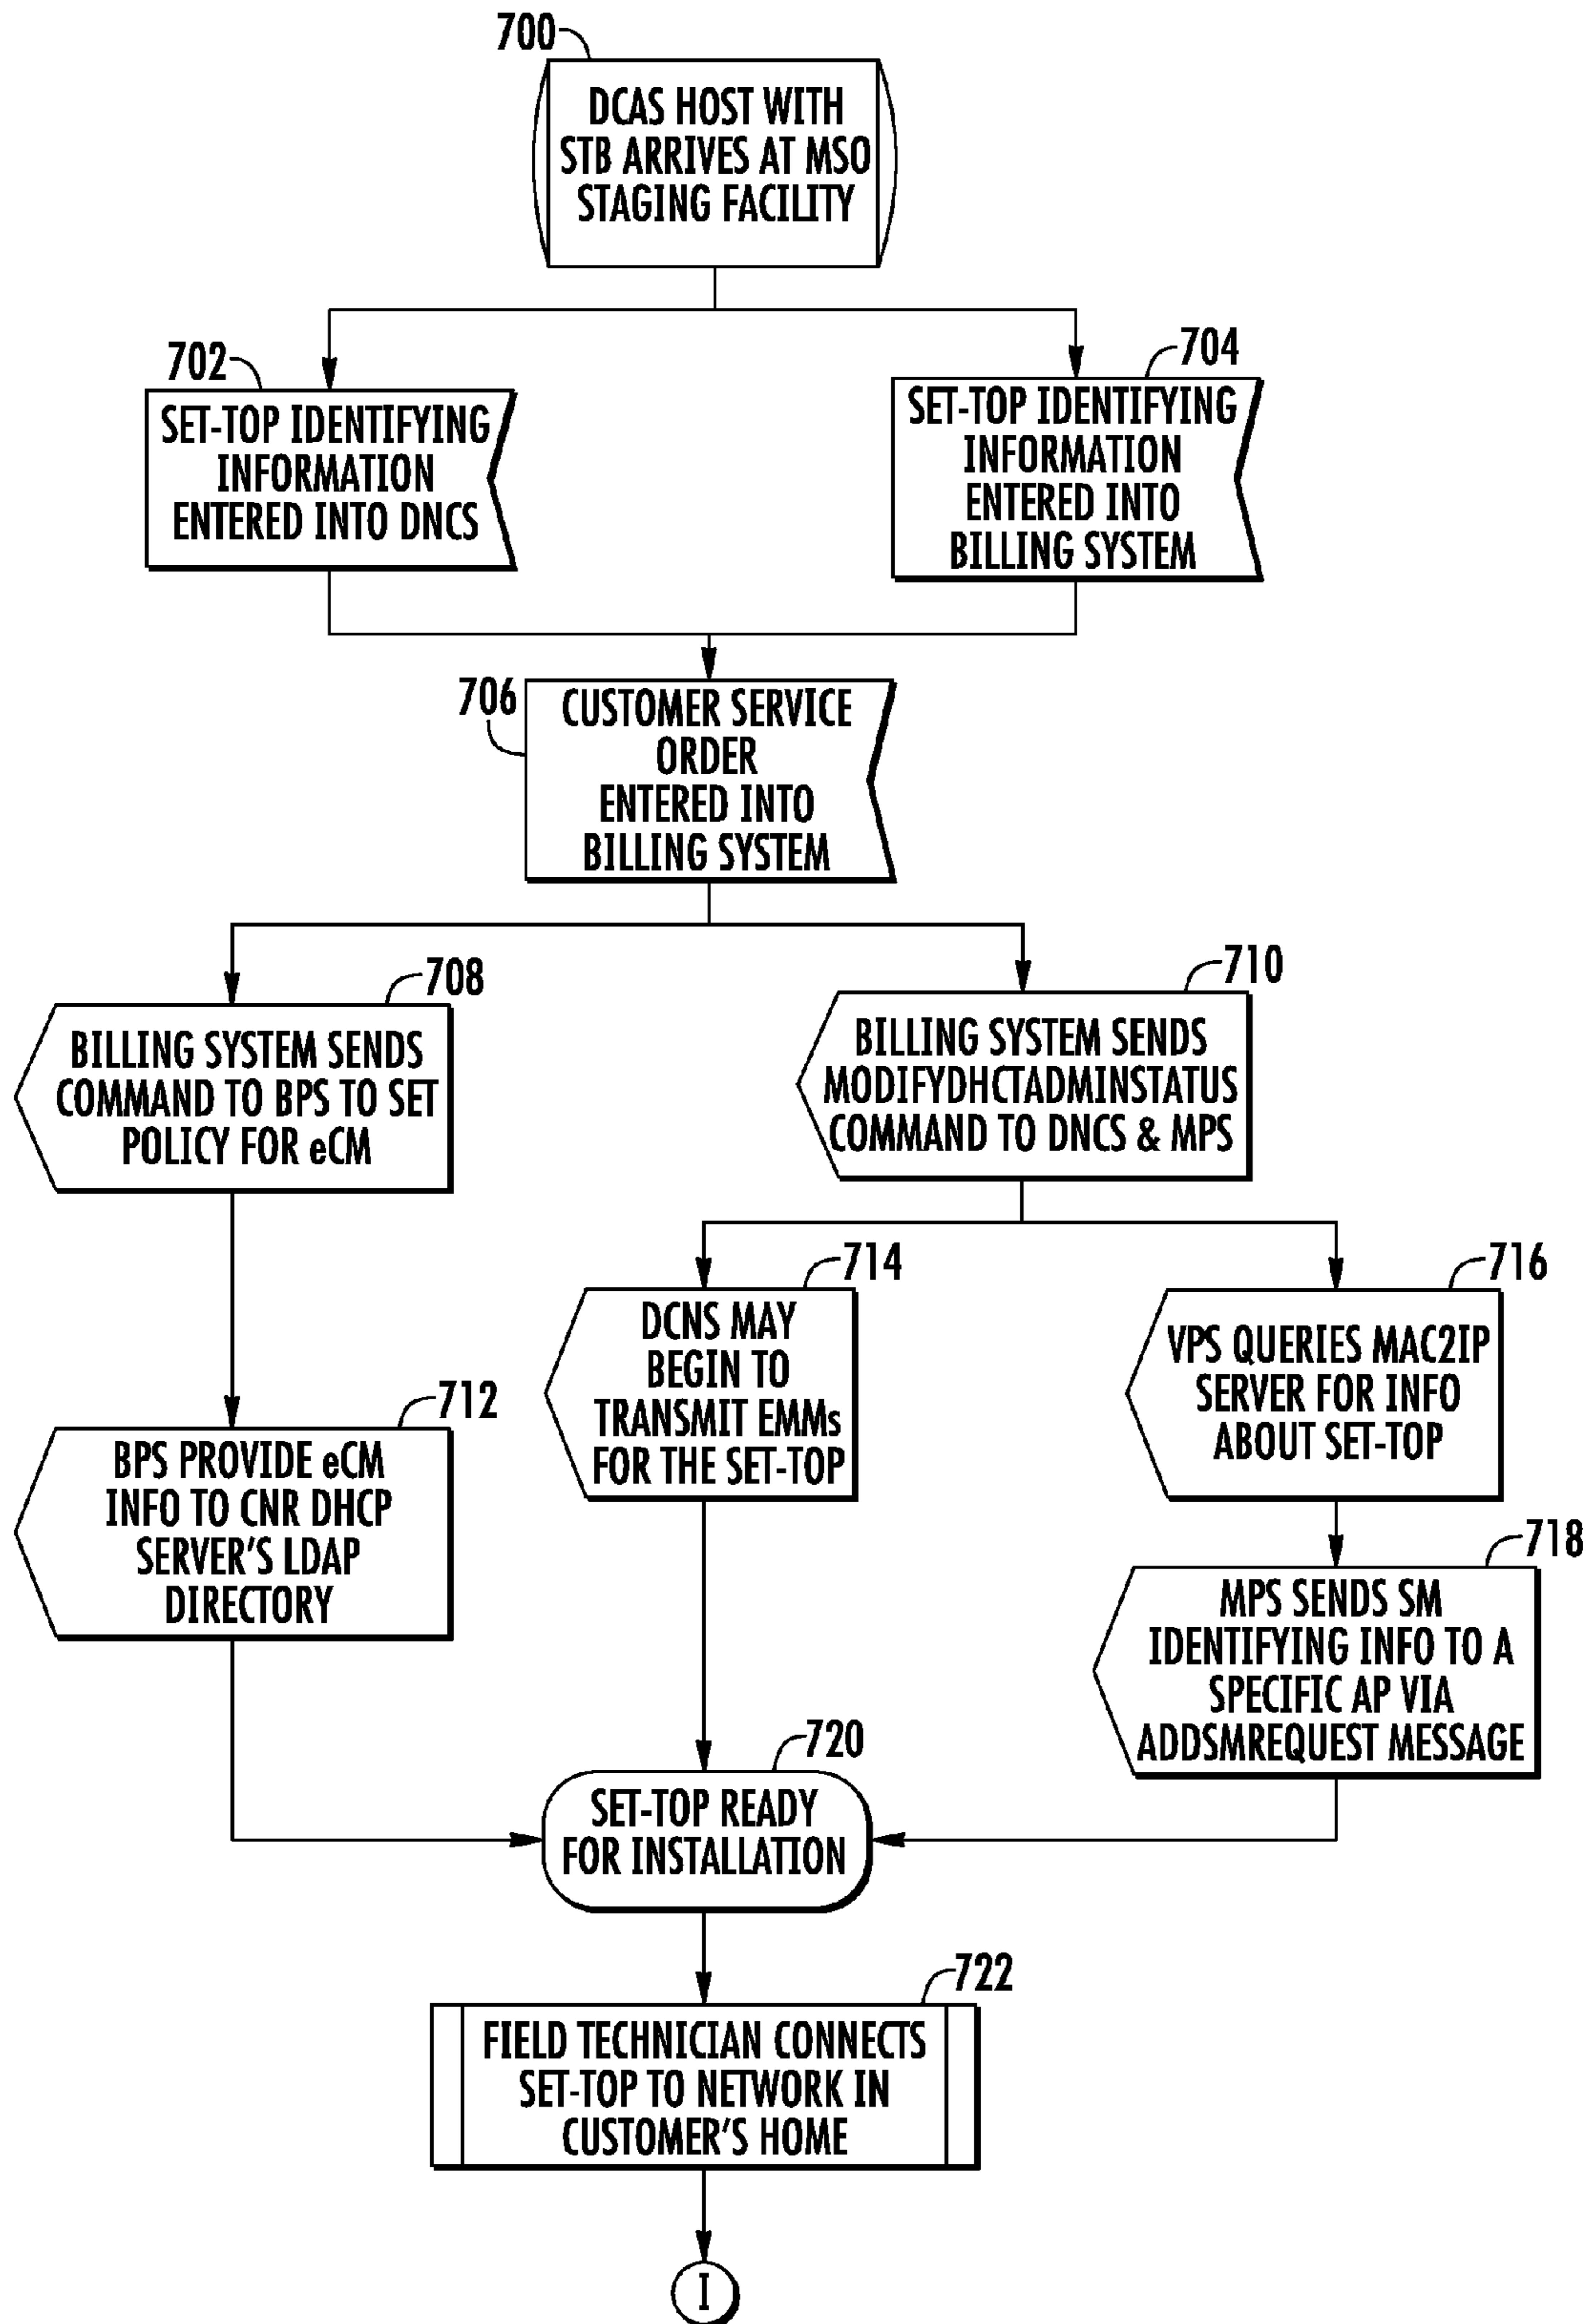 700
DCAS HOST WITH
STB ARRIVES AT MSO
STAGING FACILITY
702
SET-TOP IDENTIFYING
INFORMATION
ENTERED INTO DNCS
704
SET-TOP IDENTIFYING
INFORMATION
ENTERED INTO
BILLING SYSTEM
706
CUSTOMER SERVICE
ORDER
ENTERED INTO
BILLING SYSTEM
708
BILLING SYSTEM SENDS
COMMAND TO BPS TO SET
POLICY FOR eCM
710
BILLING SYSTEM SENDS
MODIFYDHCTADMINSTATUS
COMMAND TO DNCS & MPS
712
BPS PROVIDE eCM
INFO TO CNR DHCP
SERVER'S LDAP
DIRECTORY
714
DCNS MAY
BEGIN TO
TRANSMIT EMMs
FOR THE SET-TOP
716
VPS QUERIES MAC2IP
SERVER FOR INFO
ABOUT SET-TOP
718
MPS SENDS SM
IDENTIFYING INFO TO A
SPECIFIC AP VIA
ADDSMREQUEST MESSAGE
720
SET-TOP READY
FOR INSTALLATION
722
FIELD TECHNICIAN CONNECTS
SET-TOP TO NETWORK IN
CUSTOMER'S HOME
I